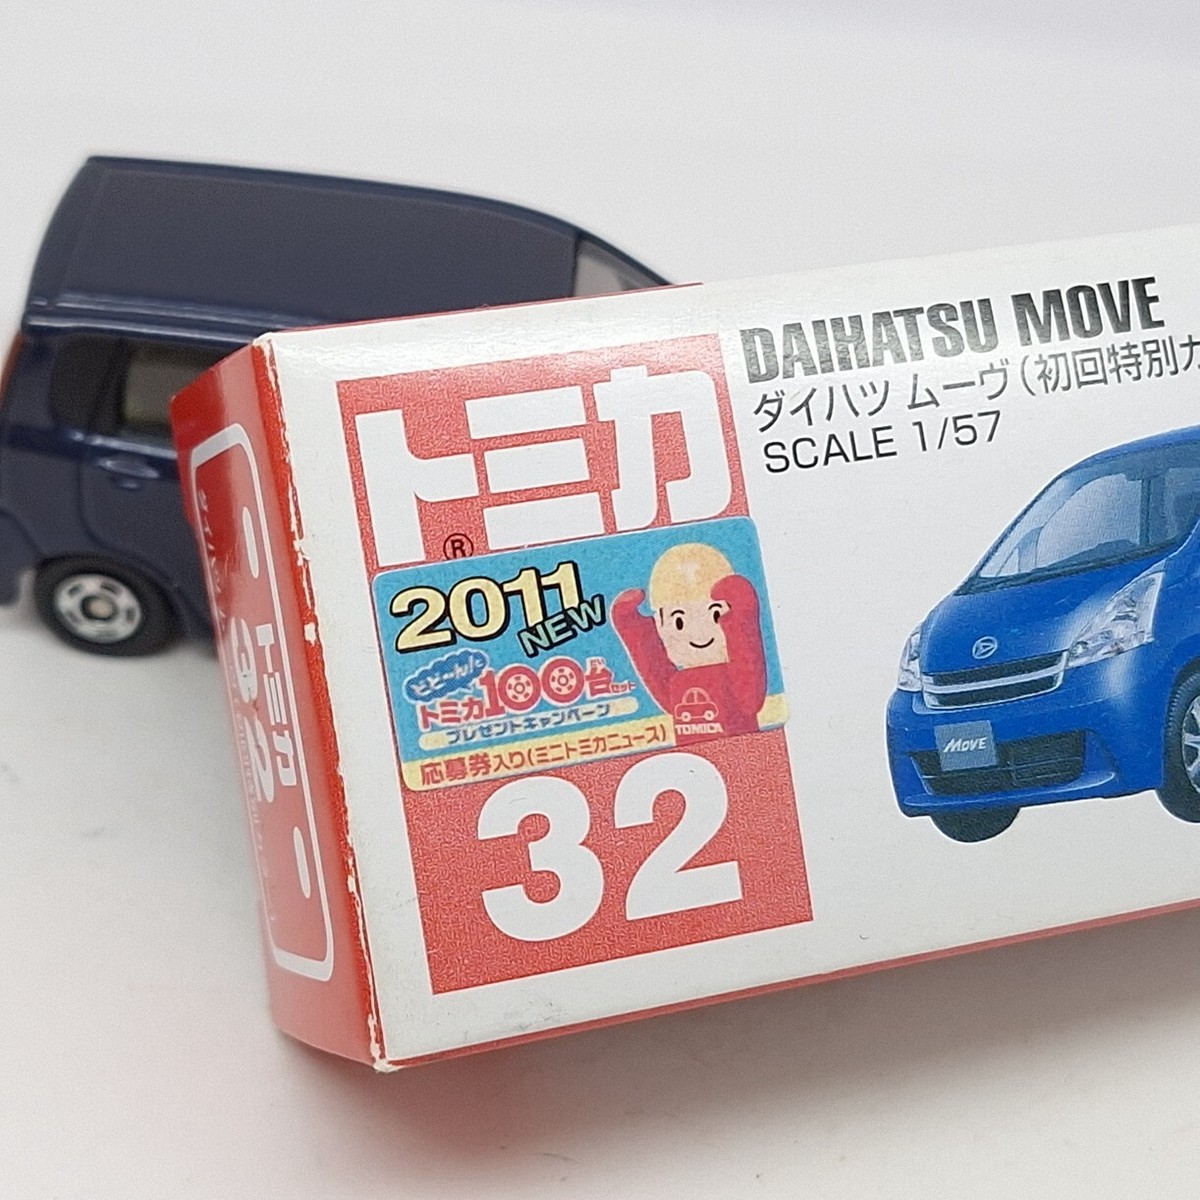 DAIHATSU MOVE
ダイハツ ムーヴ(初回特別カ
SCALE 1/57
トミカ
®
2011
NEW
とど〜んと
トミカ100台セット
プレゼントキャンペーン
応募券入り(ミニトミカニュース)
T
TOMICA
32
MOVE
トミカ
32